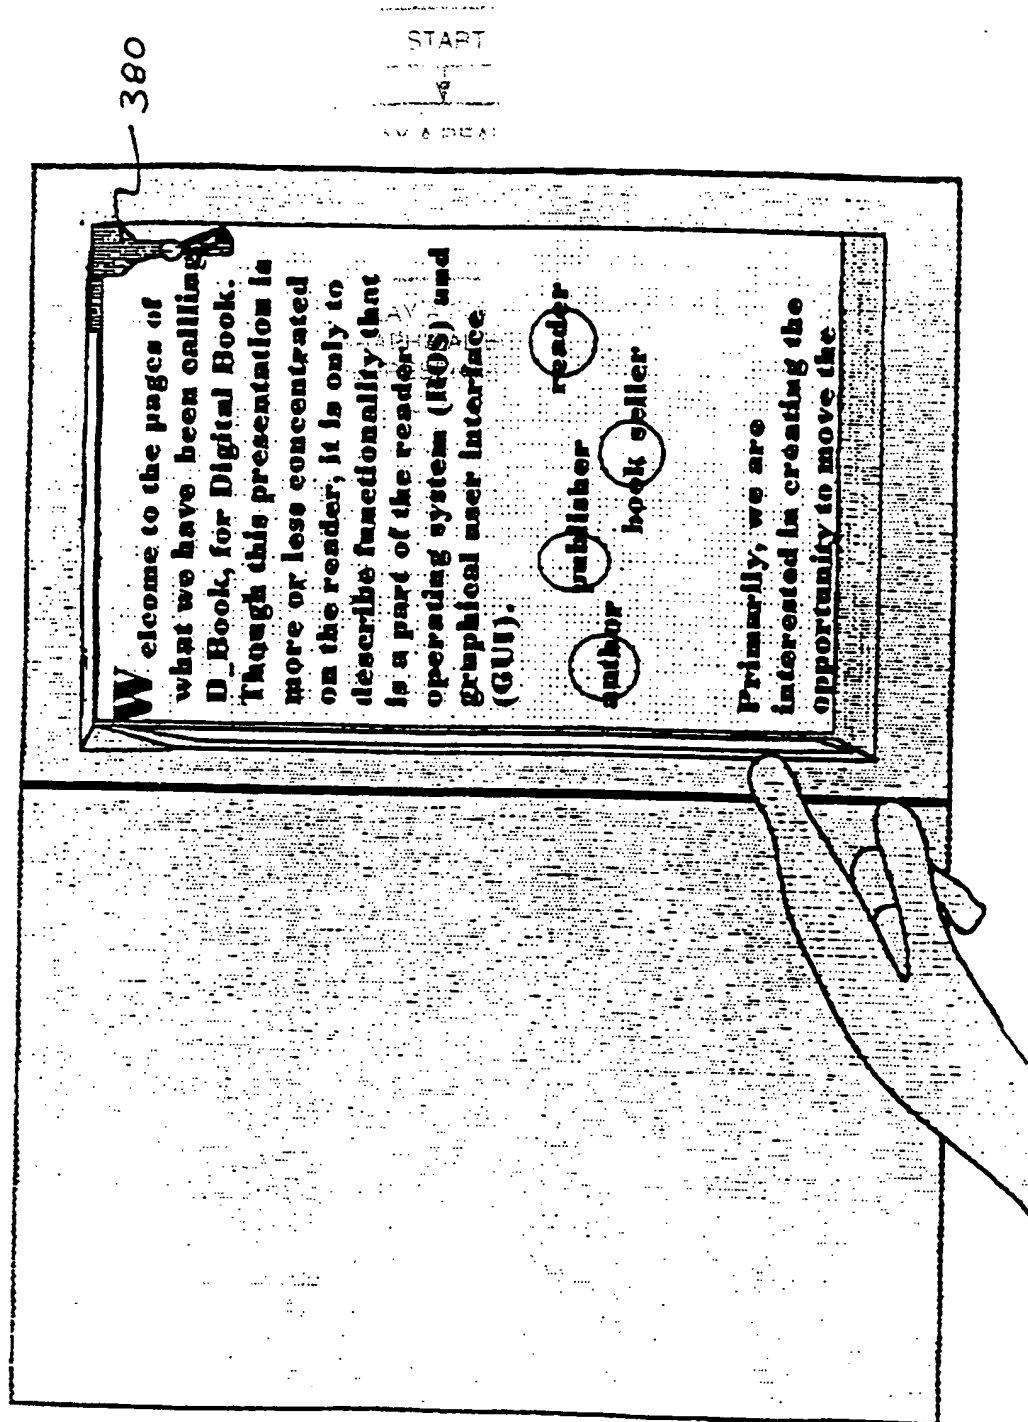 380
START
Welcome to the pages of
what we have been callling
D_Book, for Digital Book.
Though this presentation is
more or less concentrated
on the reader, it is only to
describe functionality that
is a part of the reader
operating system (ROS) and
graphical user interface
(GUI).
author
publisher
book seller
reader
Primarily, we are
interested in creating the
opportunity to move the